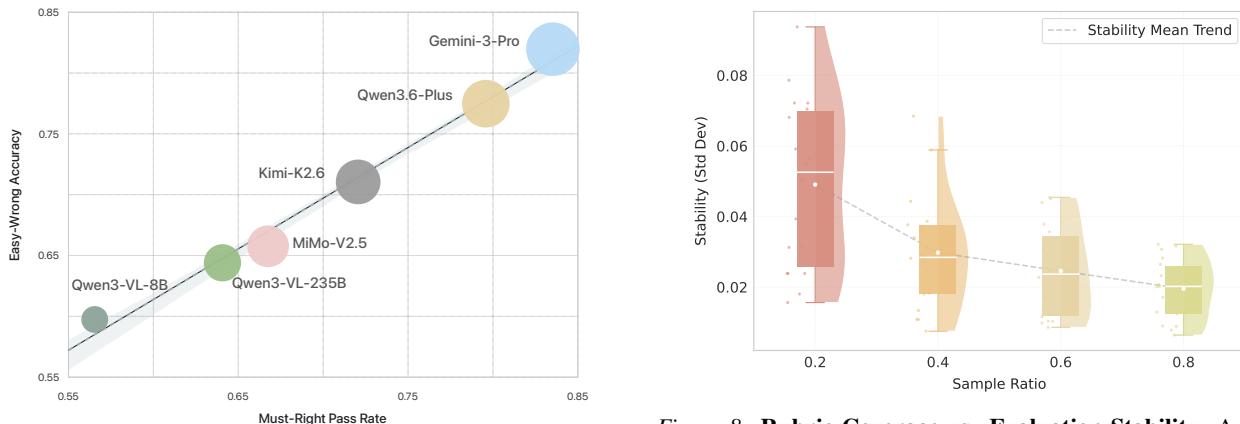 0.85
0.75
0.65
0.55
Easy-Wrong Accuracy
Gemini-3-Pro
Qwen3.6-Plus
Kimi-K2.6
MiMo-V2.5
Qwen3-VL-235B
Qwen3-VL-8B
0.55
0.65
0.75
0.85
Must-Right Pass Rate
Stability Mean Trend
0.08
0.06
0.04
0.02
Stability (Std Dev)
0.2
0.4
0.6
0.8
Sample Ratio